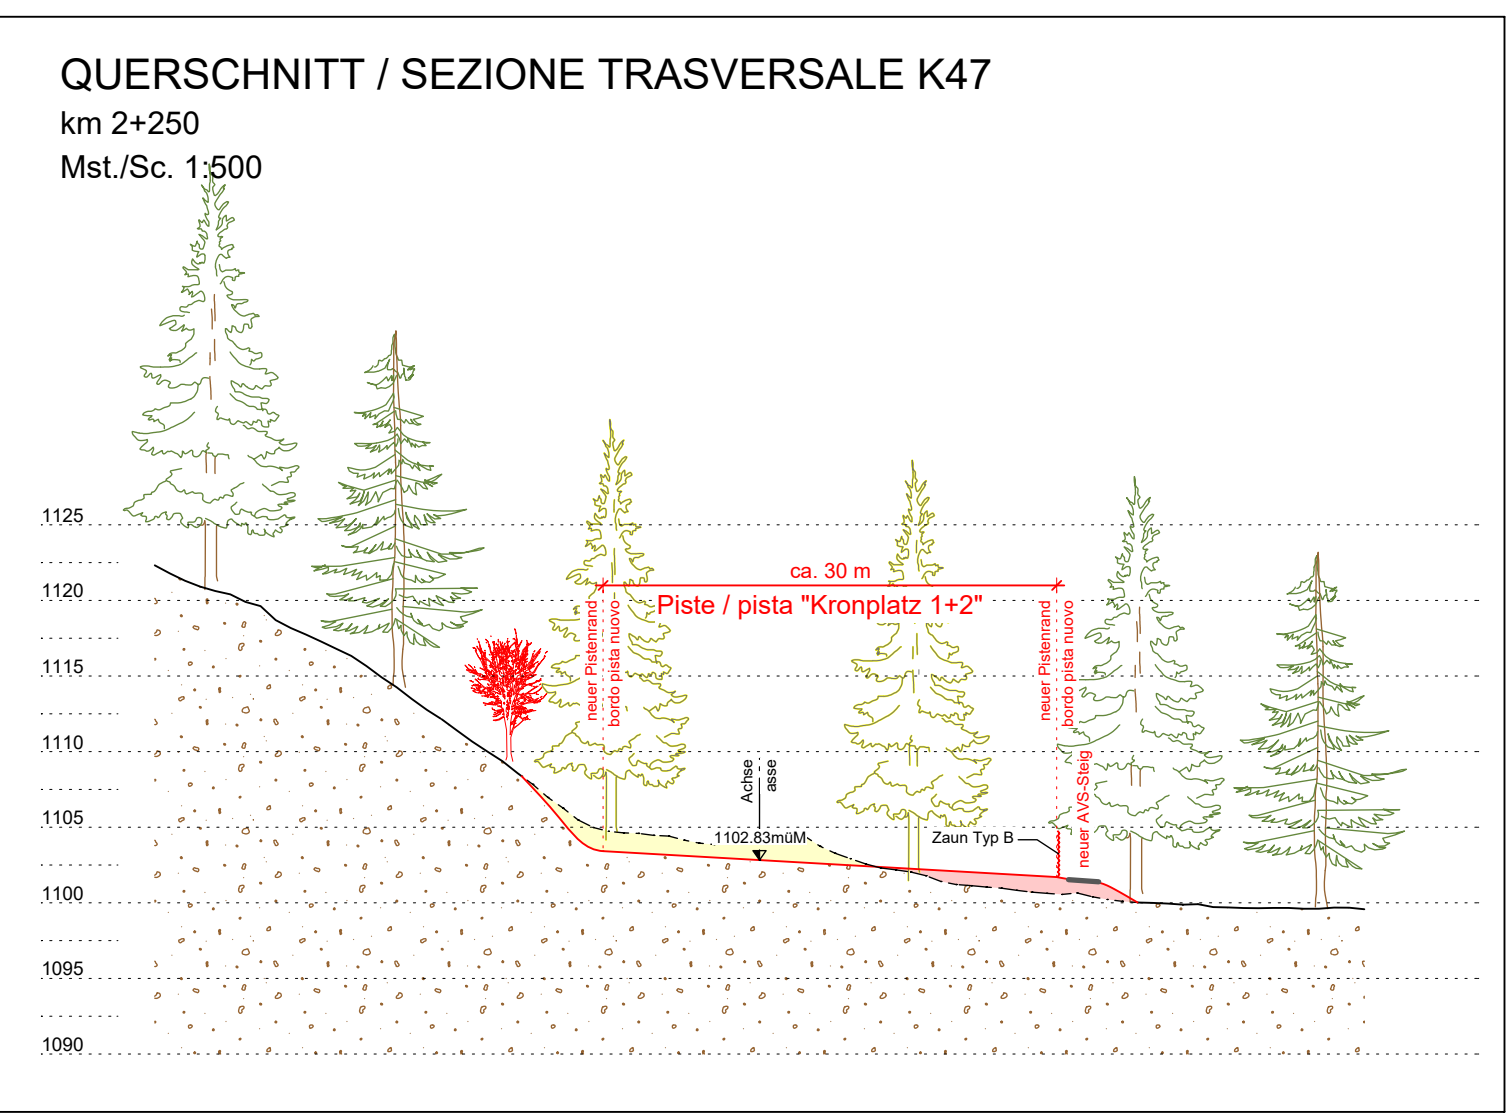 QUERSCHNITT / SEZIONE TRASVERSALE K47
km 2+250
Mst./Sc. 1:500
ca. 30 m
Piste / pista "Kronplatz 1+2"
neuer Pistenrand
bordo pista nuovo
neuer Pistenrand
bordo pista nuovo
Achse
asse
1102.83müM
Zaun Typ B
neuer AVS-Steig
1125
1120
1115
1110
1105
1100
1095
1090